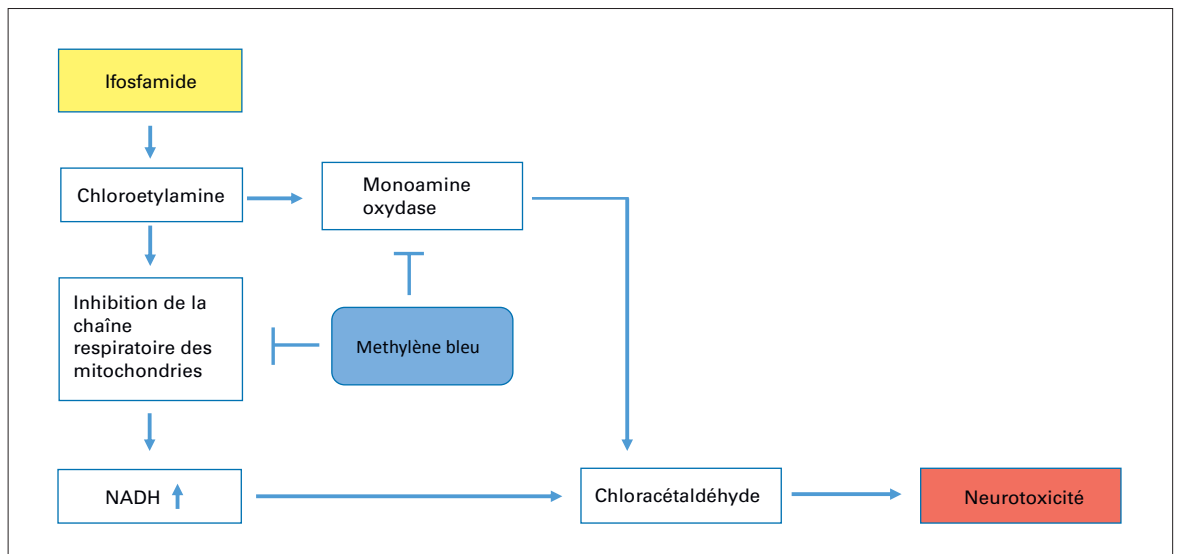 Ifosfamide
Chloroetylamine
Monoamine
oxydase
Inhibition de la
chaîne
respiratoire des
mitochondries
Methylène bleu
NADH
Chloracétaldéhyde
Neurotoxicité